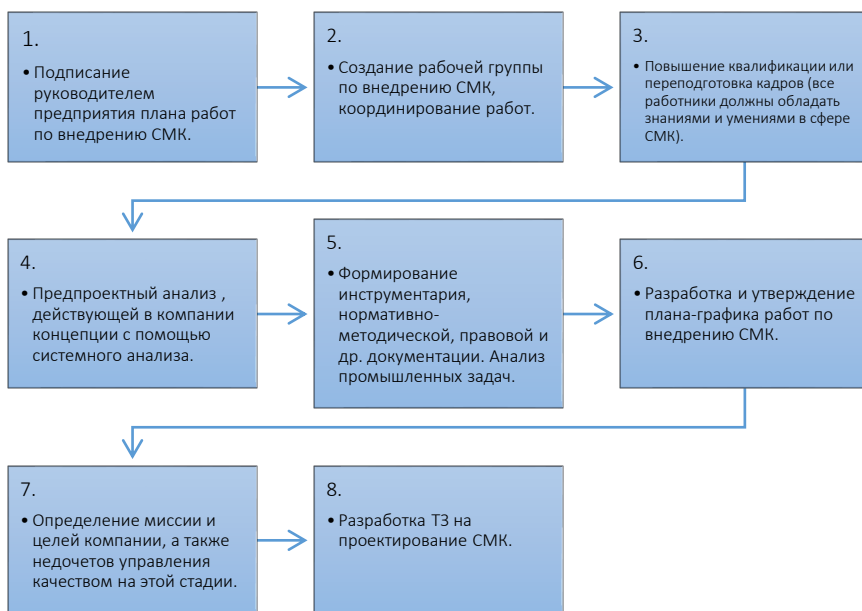 1.
• Подписание
руководителем
предприятия плана работ
по внедрению СМК.
2.
• Создание рабочей группы
по внедрению СМК,
координирование работ.
3.
• Повышение квалификации или
переподготовка кадров (все
работники должны обладать
знаниями и умениями в сфере
СМК).
4.
• Предпроектный анализ ,
действующей в компании
концепции с помощью
системного анализа.
5.
• Формирование
инструментария,
нормативно-
методической, правовой и
др. документации. Анализ
промышленных задач.
6.
• Разработка и утверждение
плана-графика работ по
внедрению СМК.
7.
• Определение миссии и
целей компании, а также
недочетов управления
качеством на этой стадии.
8.
• Разработка ТЗ на
проектирование СМК.